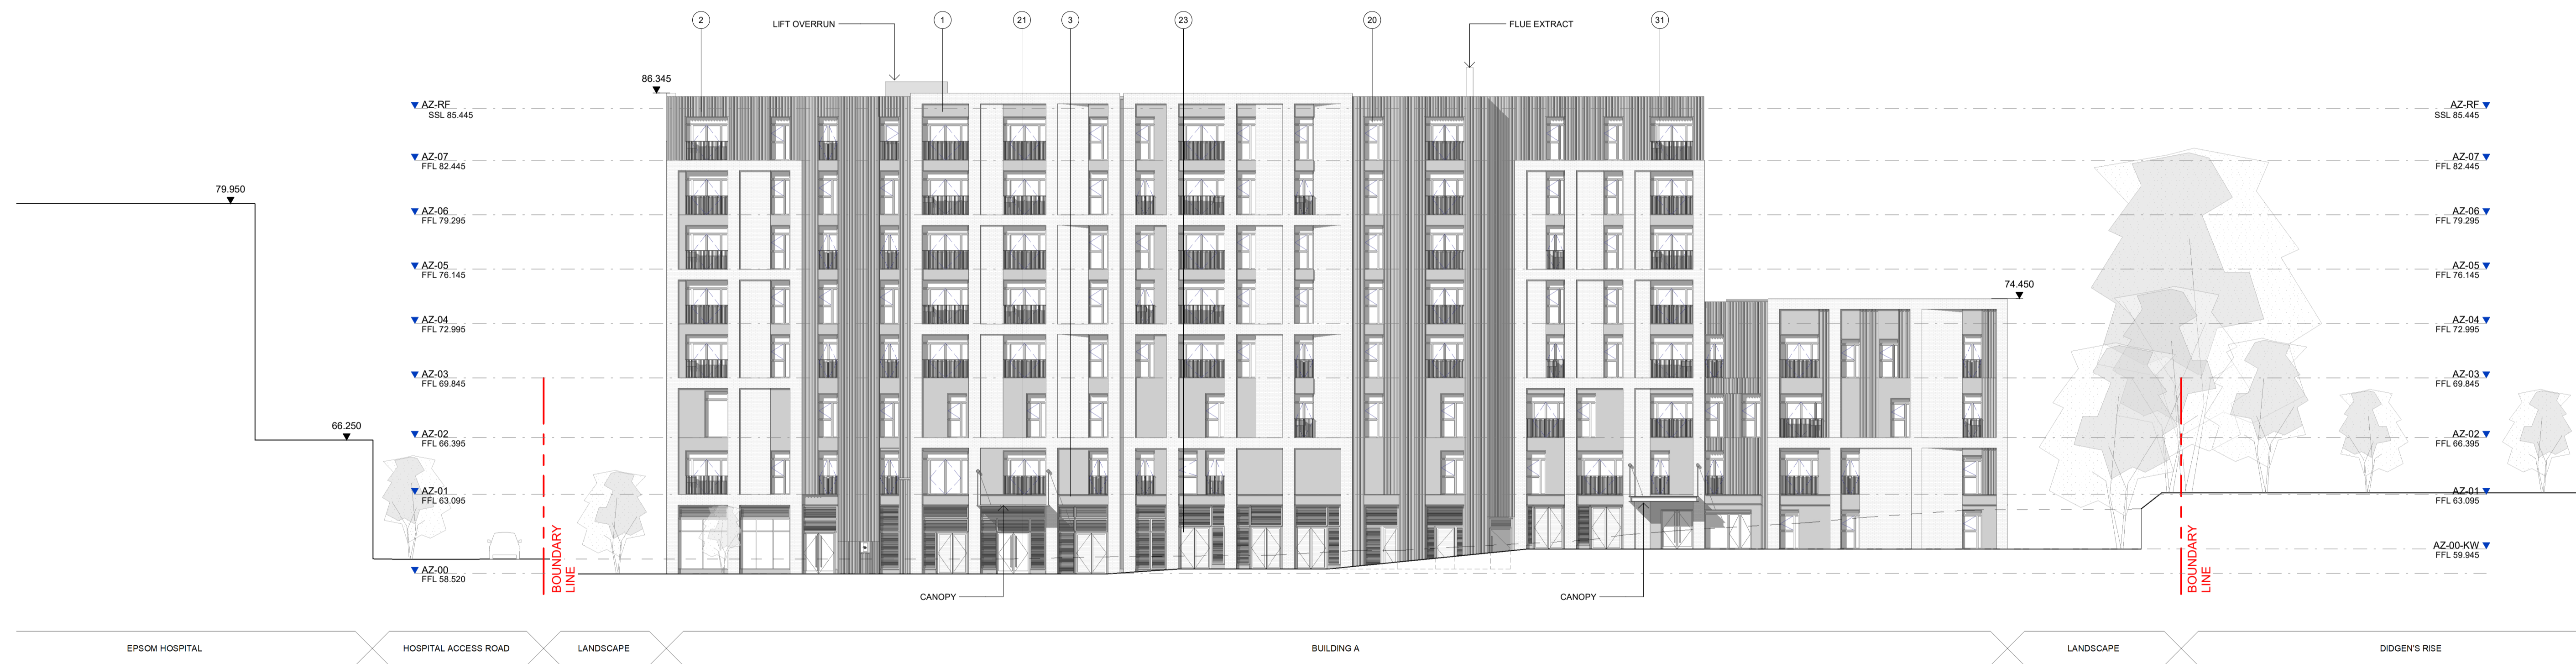 2
LIFT OVERRUN
1
21
3
23
20
FLUE EXTRACT
31
86.345
AZ-RF
SSL 85.445
AZ-RF
SSL 85.445
AZ-07
FFL 82.445
AZ-07
FFL 82.445
79.950
AZ-06
FFL 79.295
AZ-06
FFL 79.295
AZ-05
FFL 76.145
AZ-05
FFL 76.145
74.450
AZ-04
FFL 72.995
AZ-04
FFL 72.995
AZ-03
FFL 69.845
AZ-03
FFL 69.845
66.250
AZ-02
FFL 66.395
AZ-02
FFL 66.395
AZ-01
FFL 63.095
AZ-01
FFL 63.095
BOUNDARY
LINE
BOUNDARY
LINE
AZ-00-KW
FFL 59.945
AZ-00
FFL 58.520
CANOPY
CANOPY
EPSOM HOSPITAL
HOSPITAL ACCESS ROAD
LANDSCAPE
BUILDING A
LANDSCAPE
DIDGEN'S RISE